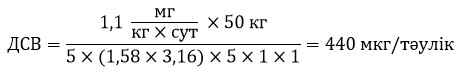 ДСВ = (1,1 мг/(кг × сут) × 50 кг) / (5 × (1,58 × 3,16) × 5 × 1 × 1) = 440 мкг/тәулік